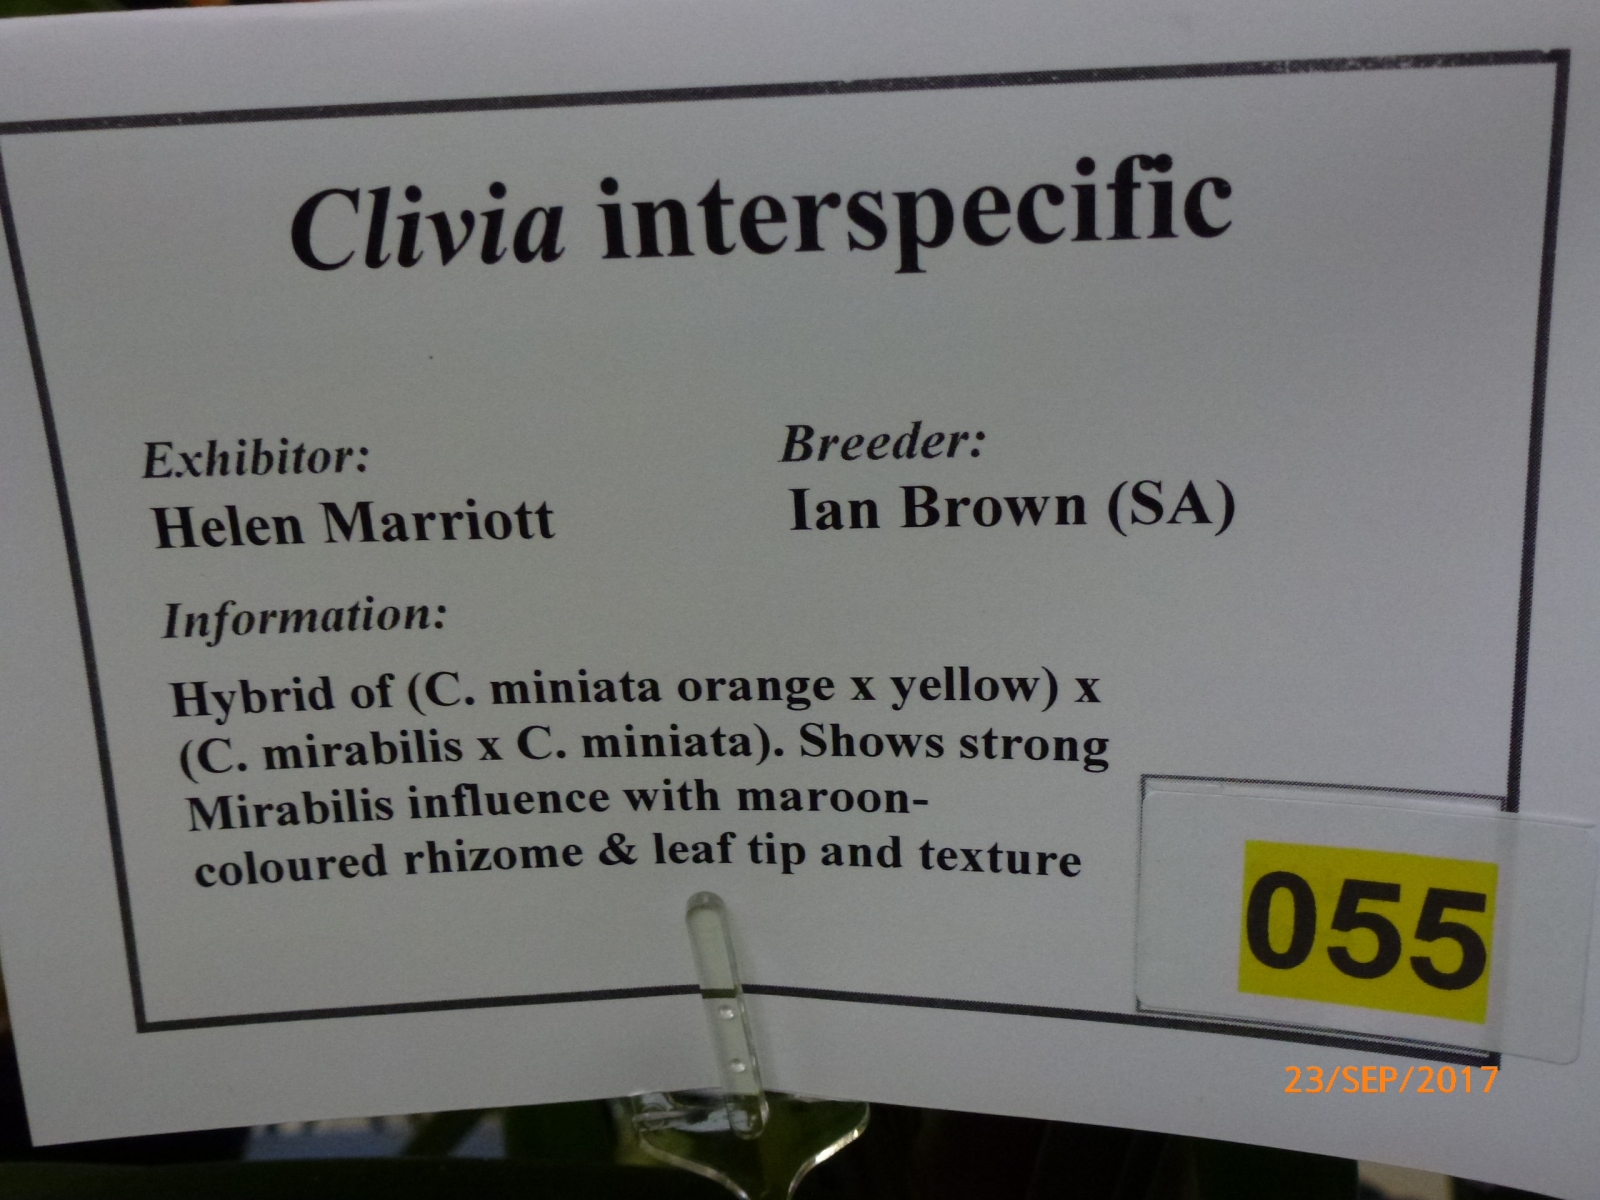 Clivia interspecific
Exhibitor:
Helen Marriott
Breeder:
Ian Brown (SA)
Information:
Hybrid of (C. miniata orange x yellow) x
(C. mirabilis x C. miniata). Shows strong
Mirabilis influence with maroon-
coloured rhizome & leaf tip and texture
055
23/SEP/2017